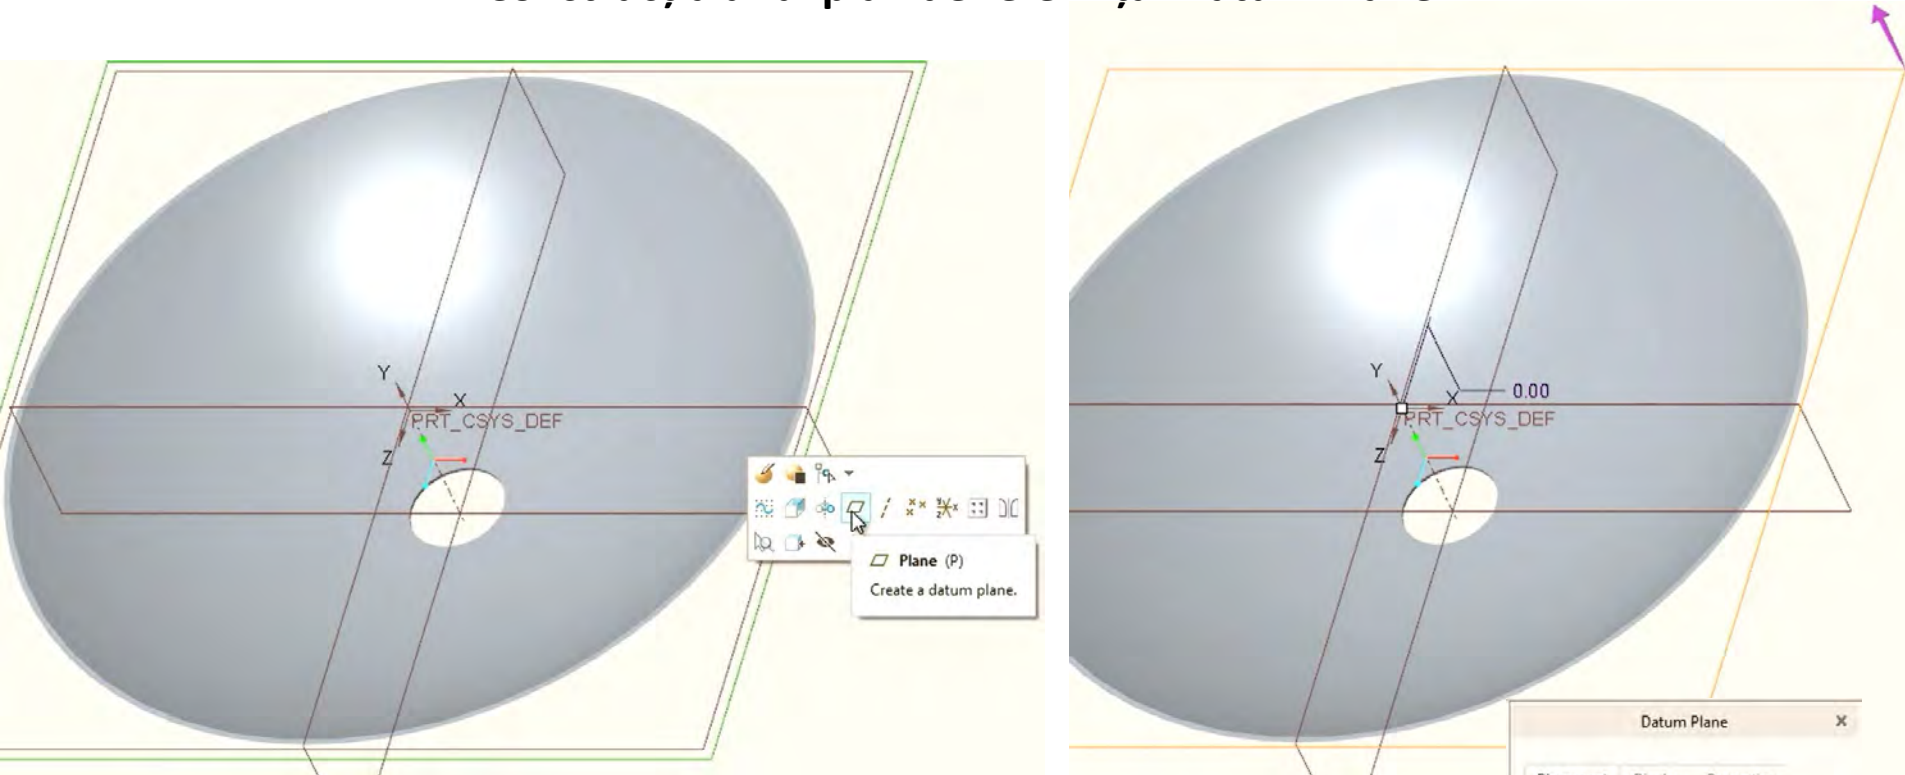 Y
X
PRT_CSYS_DEF
Z
Plane (P)
Create a datum plane.
Y
X
0.00
PRT_CSYS_DEF
Z
Datum Plane